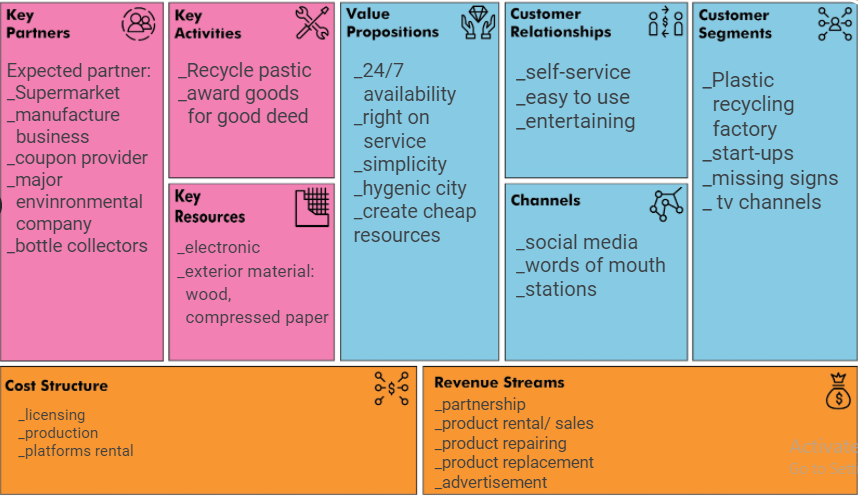 Key
Partners
Expected partner:
_Supermarket
_manufacture
business
_coupon provider
_major
envinronmental
company
_bottle collectors
Key
Activities
_Recycle pastic
_award goods
for good deed
Key
Resources
_electronic
_exterior material:
wood,
compressed paper
Value
Propositions
_24/7
availability
_right on
service
_simplicity
_hygenic city
_create cheap
resources
Customer
Relationships
_self-service
_easy to use
_entertaining
Channels
_social media
_words of mouth
_stations
Customer
Segments
_Plastic
recycling
factory
_start-ups
_missing signs
_ tv channels
Cost Structure
_licensing
_production
_platforms rental
Revenue Streams
_partnership
_product rental/ sales
_product repairing
_product replacement
_advertisement
Activate